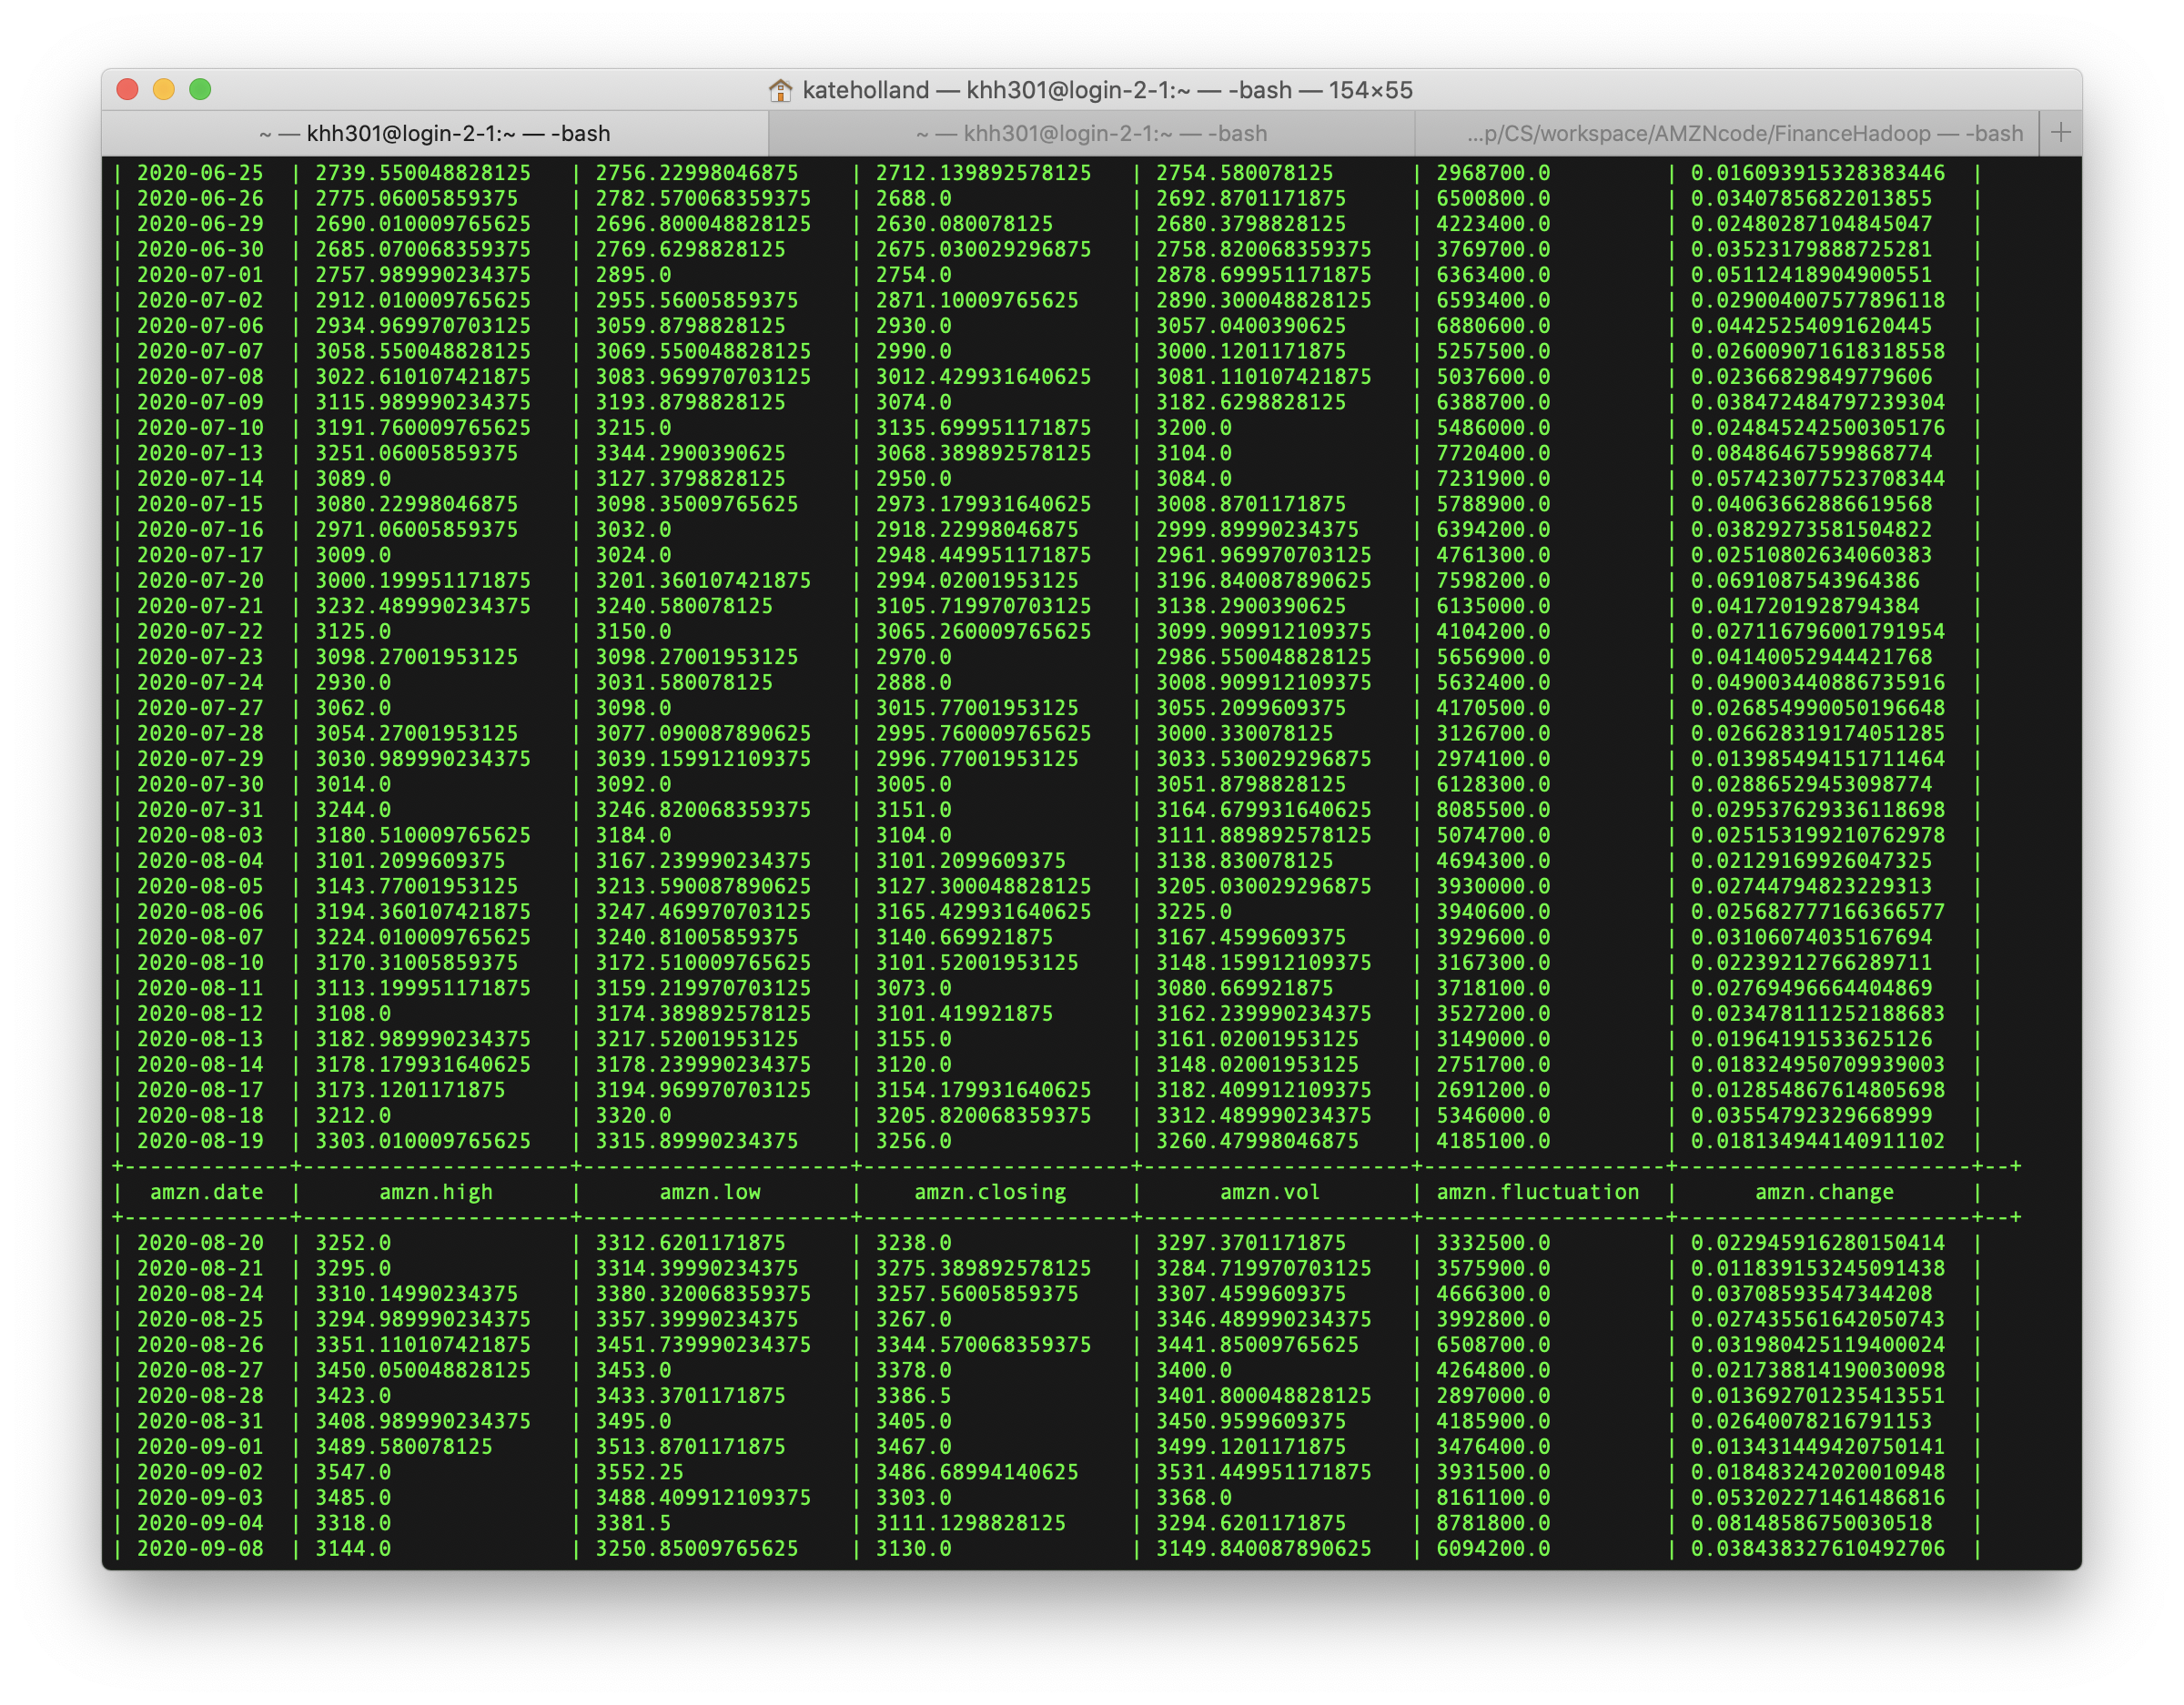 kateholland — khh301@login-2-1:~ — -bash — 154×55
~ — khh301@login-2-1:~ — -bash ~ — khh301@login-2-1:~ — -bash ...p/CS/workspace/AMZNcode/FinanceHadoop — -bash +
| 2020-06-25 | 2739.550048828125 | 2756.22998046875 | 2712.139892578125 | 2754.580078125 | 2968700.0 | 0.016093915328383446 |
| 2020-06-26 | 2775.06005859375 | 2782.570068359375 | 2688.0 | 2692.8701171875 | 6500800.0 | 0.03407856822013855 |
| 2020-06-29 | 2690.010009765625 | 2696.800048828125 | 2630.080078125 | 2680.3798828125 | 4223400.0 | 0.02480287104845047 |
| 2020-06-30 | 2685.070068359375 | 2769.6298828125 | 2675.030029296875 | 2758.820068359375 | 3769700.0 | 0.03523179888725281 |
| 2020-07-01 | 2757.989990234375 | 2895.0 | 2754.0 | 2878.699951171875 | 6363400.0 | 0.05112418904900551 |
| 2020-07-02 | 2912.010009765625 | 2955.56005859375 | 2871.10009765625 | 2890.300048828125 | 6593400.0 | 0.029004007577896118 |
| 2020-07-06 | 2934.969970703125 | 3059.8798828125 | 2930.0 | 3057.0400390625 | 6880600.0 | 0.04425254091620445 |
| 2020-07-07 | 3058.550048828125 | 3069.550048828125 | 2990.0 | 3000.1201171875 | 5257500.0 | 0.026009071618318558 |
| 2020-07-08 | 3022.610107421875 | 3083.969970703125 | 3012.429931640625 | 3081.110107421875 | 5037600.0 | 0.02366829849779606 |
| 2020-07-09 | 3115.989990234375 | 3193.8798828125 | 3074.0 | 3182.6298828125 | 6388700.0 | 0.038472484797239304 |
| 2020-07-10 | 3191.760009765625 | 3215.0 | 3135.699951171875 | 3200.0 | 5486000.0 | 0.024845242500305176 |
| 2020-07-13 | 3251.06005859375 | 3344.2900390625 | 3068.389892578125 | 3104.0 | 7720400.0 | 0.08486467599868774 |
| 2020-07-14 | 3089.0 | 3127.3798828125 | 2950.0 | 3084.0 | 7231900.0 | 0.057423077523708344 |
| 2020-07-15 | 3080.22998046875 | 3098.35009765625 | 2973.179931640625 | 3008.8701171875 | 5788900.0 | 0.04063662886619568 |
| 2020-07-16 | 2971.06005859375 | 3032.0 | 2918.22998046875 | 2999.89990234375 | 6394200.0 | 0.03829273581504822 |
| 2020-07-17 | 3009.0 | 3024.0 | 2948.449951171875 | 2961.969970703125 | 4761300.0 | 0.02510802634060383 |
| 2020-07-20 | 3000.199951171875 | 3201.360107421875 | 2994.02001953125 | 3196.840087890625 | 7598200.0 | 0.0691087543964386 |
| 2020-07-21 | 3232.489990234375 | 3240.580078125 | 3105.719970703125 | 3138.2900390625 | 6135000.0 | 0.0417201928794384 |
| 2020-07-22 | 3125.0 | 3150.0 | 3065.260009765625 | 3099.909912109375 | 4104200.0 | 0.027116796001791954 |
| 2020-07-23 | 3098.27001953125 | 3098.27001953125 | 2970.0 | 2986.550048828125 | 5656900.0 | 0.04140052944421768 |
| 2020-07-24 | 2930.0 | 3031.580078125 | 2888.0 | 3008.909912109375 | 5632400.0 | 0.049003440886735916 |
| 2020-07-27 | 3062.0 | 3098.0 | 3015.77001953125 | 3055.2099609375 | 4170500.0 | 0.026854990050196648 |
| 2020-07-28 | 3054.27001953125 | 3077.090087890625 | 2995.760009765625 | 3000.330078125 | 3126700.0 | 0.026628319174051285 |
| 2020-07-29 | 3030.989990234375 | 3039.159912109375 | 2996.77001953125 | 3033.530029296875 | 2974100.0 | 0.013985494151711464 |
| 2020-07-30 | 3014.0 | 3092.0 | 3005.0 | 3051.8798828125 | 6128300.0 | 0.02886529453098774 |
| 2020-07-31 | 3244.0 | 3246.820068359375 | 3151.0 | 3164.679931640625 | 8085500.0 | 0.029537629336118698 |
| 2020-08-03 | 3180.510009765625 | 3184.0 | 3104.0 | 3111.889892578125 | 5074700.0 | 0.025153199210762978 |
| 2020-08-04 | 3101.2099609375 | 3167.239990234375 | 3101.2099609375 | 3138.830078125 | 4694300.0 | 0.02129169926047325 |
| 2020-08-05 | 3143.77001953125 | 3213.590087890625 | 3127.300048828125 | 3205.030029296875 | 3930000.0 | 0.02744794823229313 |
| 2020-08-06 | 3194.360107421875 | 3247.469970703125 | 3165.429931640625 | 3225.0 | 3940600.0 | 0.025682777166366577 |
| 2020-08-07 | 3224.010009765625 | 3240.81005859375 | 3140.669921875 | 3167.4599609375 | 3929600.0 | 0.03106074035167694 |
| 2020-08-10 | 3170.31005859375 | 3172.510009765625 | 3101.52001953125 | 3148.159912109375 | 3167300.0 | 0.02239212766289711 |
| 2020-08-11 | 3113.199951171875 | 3159.219970703125 | 3073.0 | 3080.669921875 | 3718100.0 | 0.02769496664404869 |
| 2020-08-12 | 3108.0 | 3174.389892578125 | 3101.419921875 | 3162.239990234375 | 3527200.0 | 0.023478111252188683 |
| 2020-08-13 | 3182.989990234375 | 3217.52001953125 | 3155.0 | 3161.02001953125 | 3149000.0 | 0.01964191533625126 |
| 2020-08-14 | 3178.179931640625 | 3178.239990234375 | 3120.0 | 3148.02001953125 | 2751700.0 | 0.018324950709939003 |
| 2020-08-17 | 3173.1201171875 | 3194.969970703125 | 3154.179931640625 | 3182.409912109375 | 2691200.0 | 0.012854867614805698 |
| 2020-08-18 | 3212.0 | 3320.0 | 3205.820068359375 | 3312.489990234375 | 5346000.0 | 0.03554792329668999 |
| 2020-08-19 | 3303.010009765625 | 3315.89990234375 | 3256.0 | 3260.47998046875 | 4185100.0 | 0.018134944140911102 |
+-------------+---------------------+---------------------+---------------------+---------------------+-------------------+-----------------------+--+
| amzn.date | amzn.high | amzn.low | amzn.closing | amzn.vol | amzn.fluctuation | amzn.change |
+-------------+---------------------+---------------------+---------------------+---------------------+-------------------+-----------------------+--+
| 2020-08-20 | 3252.0 | 3312.6201171875 | 3238.0 | 3297.3701171875 | 3332500.0 | 0.022945916280150414 |
| 2020-08-21 | 3295.0 | 3314.39990234375 | 3275.389892578125 | 3284.719970703125 | 3575900.0 | 0.011839153245091438 |
| 2020-08-24 | 3310.14990234375 | 3380.320068359375 | 3257.56005859375 | 3307.4599609375 | 4666300.0 | 0.03708593547344208 |
| 2020-08-25 | 3294.989990234375 | 3357.39990234375 | 3267.0 | 3346.489990234375 | 3992800.0 | 0.027435561642050743 |
| 2020-08-26 | 3351.110107421875 | 3451.739990234375 | 3344.570068359375 | 3441.85009765625 | 6508700.0 | 0.031980425119400024 |
| 2020-08-27 | 3450.050048828125 | 3453.0 | 3378.0 | 3400.0 | 4264800.0 | 0.021738814190030098 |
| 2020-08-28 | 3423.0 | 3433.3701171875 | 3386.5 | 3401.800048828125 | 2897000.0 | 0.013692701235413551 |
| 2020-08-31 | 3408.989990234375 | 3495.0 | 3405.0 | 3450.9599609375 | 4185900.0 | 0.02640078216791153 |
| 2020-09-01 | 3489.580078125 | 3513.8701171875 | 3467.0 | 3499.1201171875 | 3476400.0 | 0.013431449420750141 |
| 2020-09-02 | 3547.0 | 3552.25 | 3486.68994140625 | 3531.449951171875 | 3931500.0 | 0.018483242020010948 |
| 2020-09-03 | 3485.0 | 3488.409912109375 | 3303.0 | 3368.0 | 8161100.0 | 0.053202271461486816 |
| 2020-09-04 | 3318.0 | 3381.5 | 3111.1298828125 | 3294.6201171875 | 8781800.0 | 0.08148586750030518 |
| 2020-09-08 | 3144.0 | 3250.85009765625 | 3130.0 | 3149.840087890625 | 6094200.0 | 0.038438327610492706 |